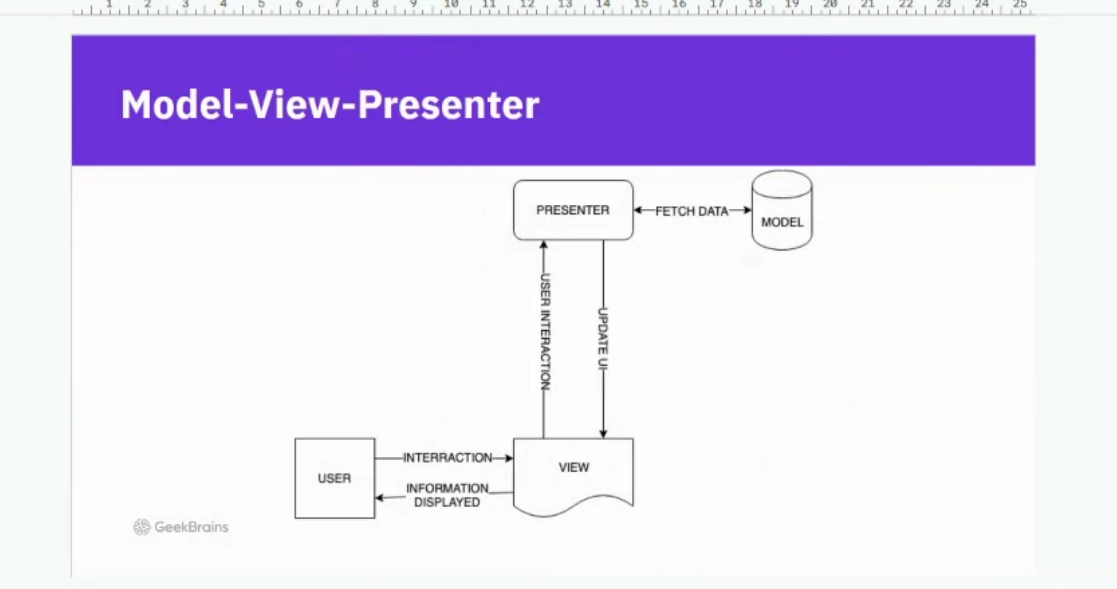 1 2 3 4 5 6 7 8 9 10 11 12 13 14 15 16 17 18 19 20 21 22 23 24 25
Model-View-Presenter
PRESENTER
FETCH DATA
MODEL
USER INTERACTION
UPDATE UI
USER
INTERRACTION
INFORMATION
DISPLAYED
VIEW
GeekBrains